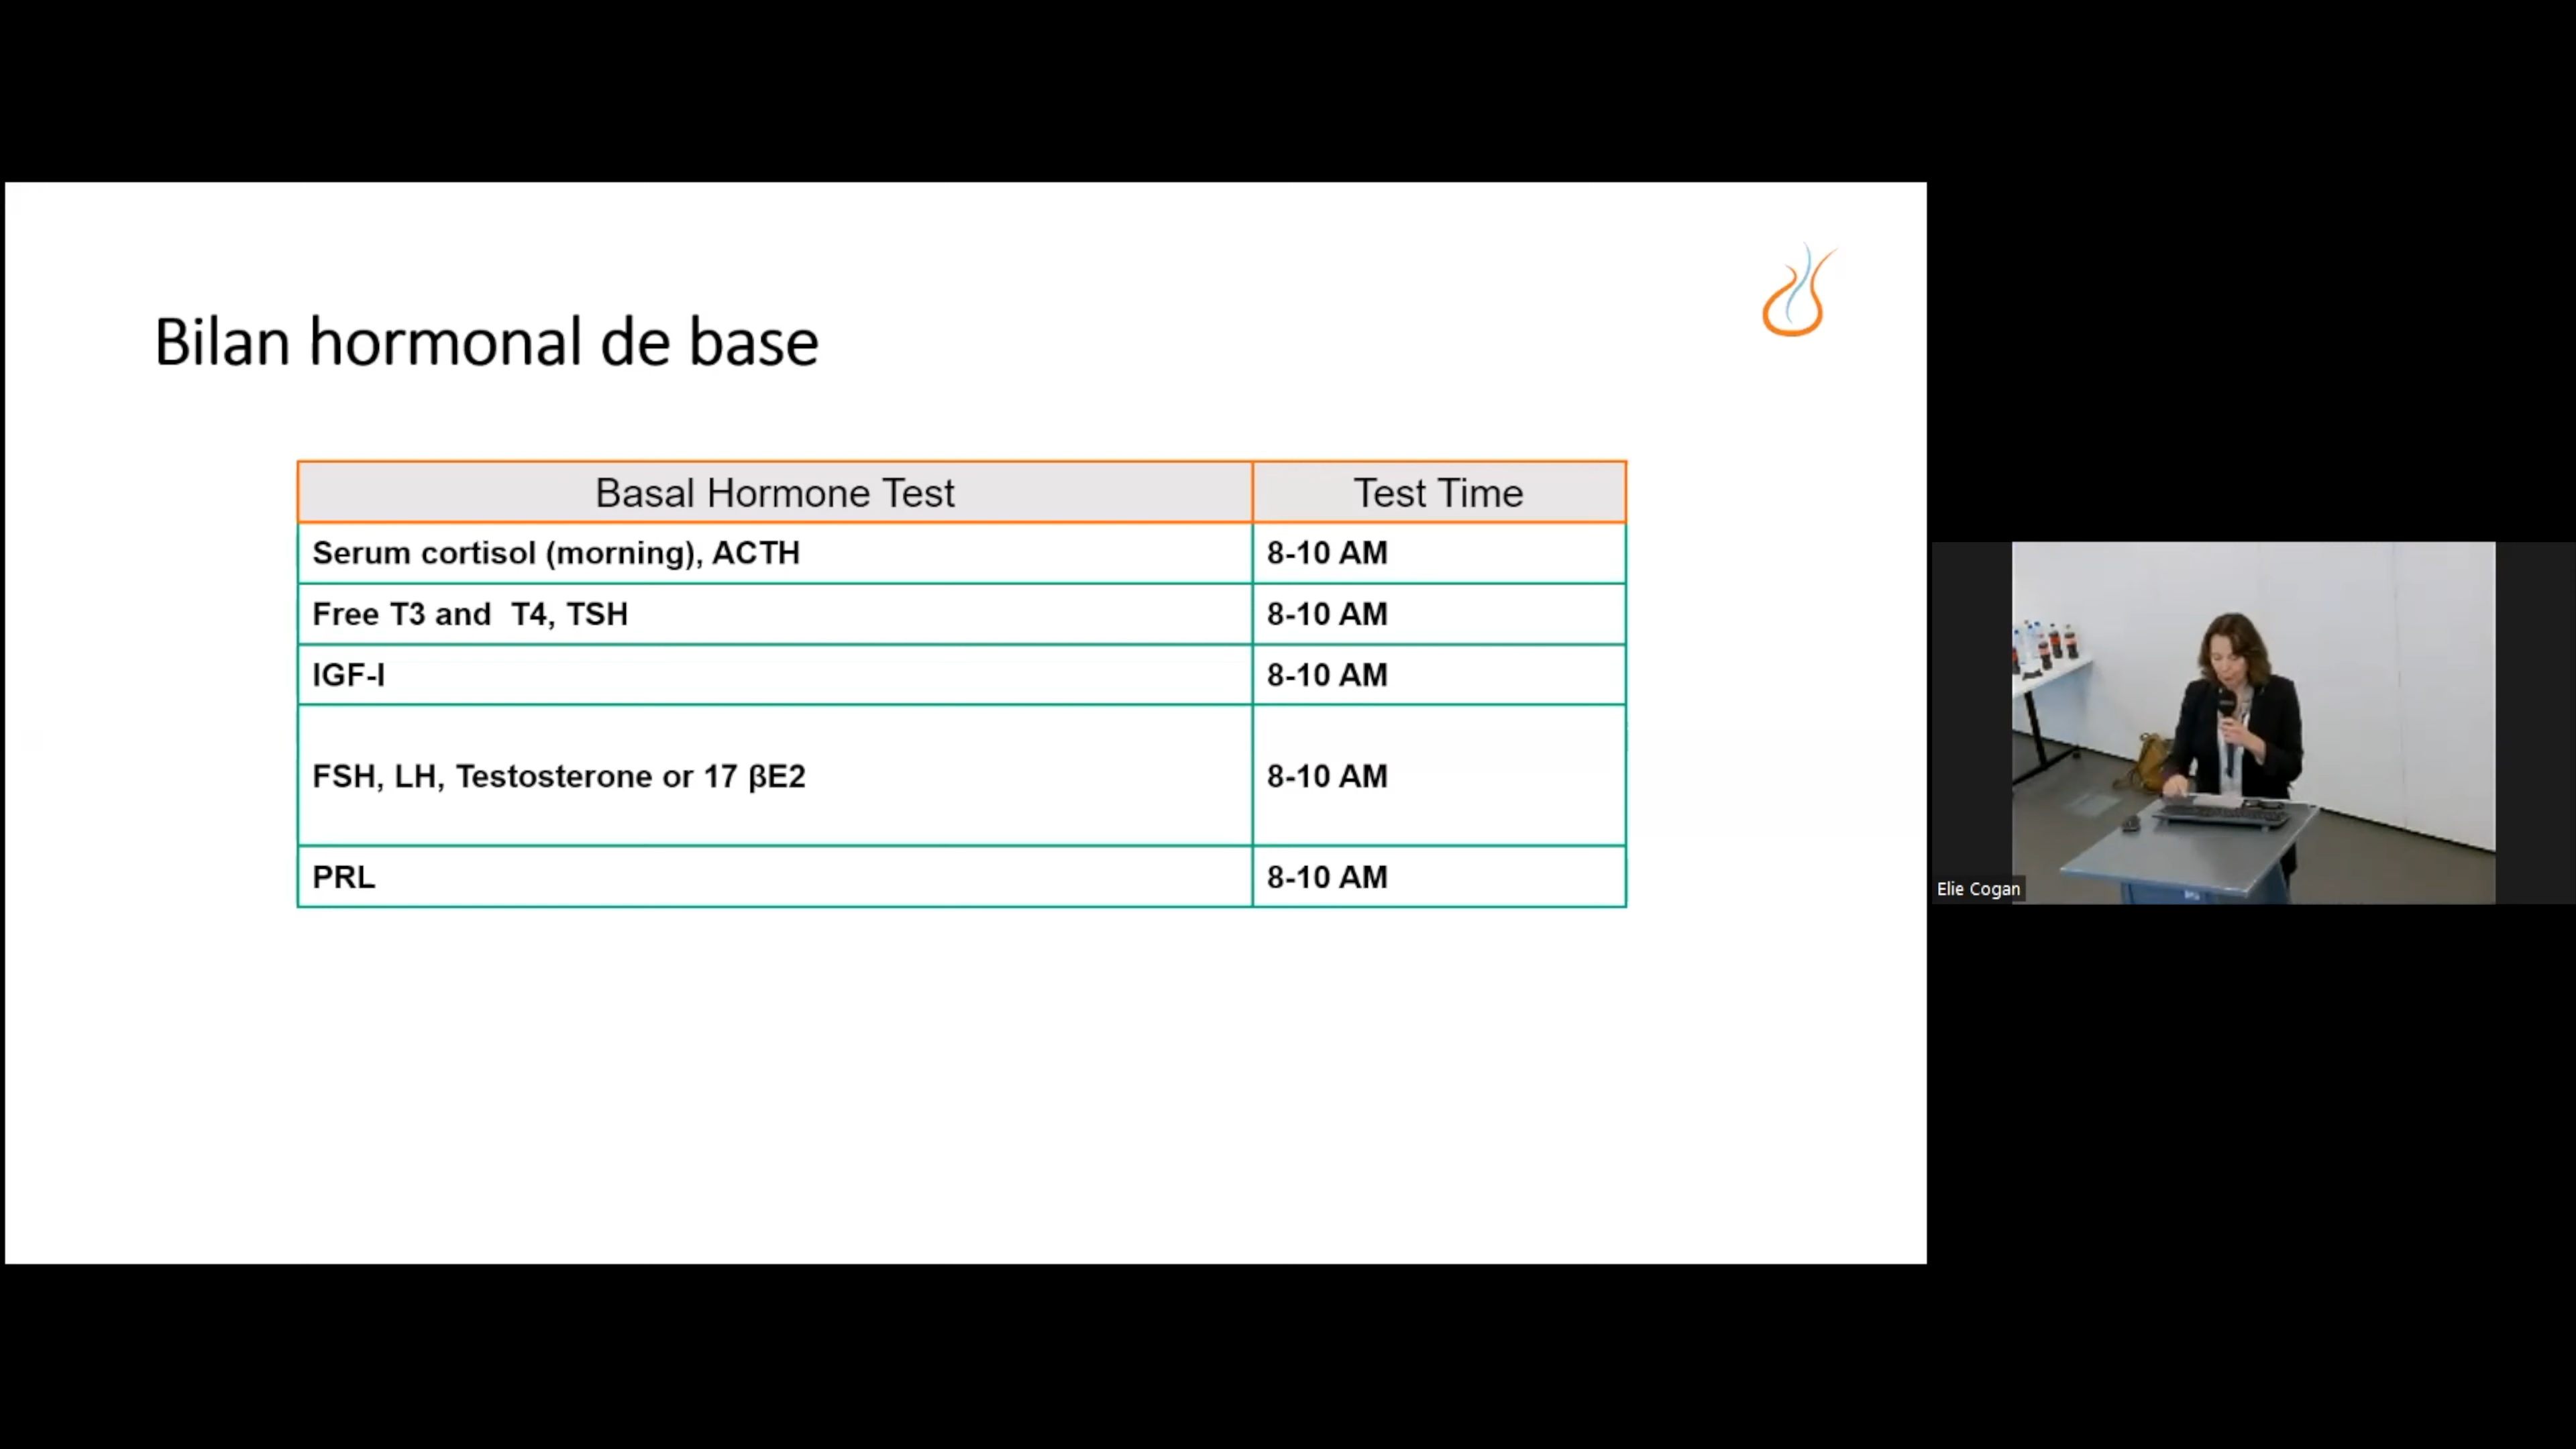 Bilan hormonal de base
Basal Hormone Test
Test Time
Serum cortisol (morning), ACTH
8-10 AM
Free T3 and  T4, TSH
8-10 AM
IGF-I
8-10 AM
FSH, LH, Testosterone or 17 βE2
8-10 AM
PRL
8-10 AM
Elie Cogan